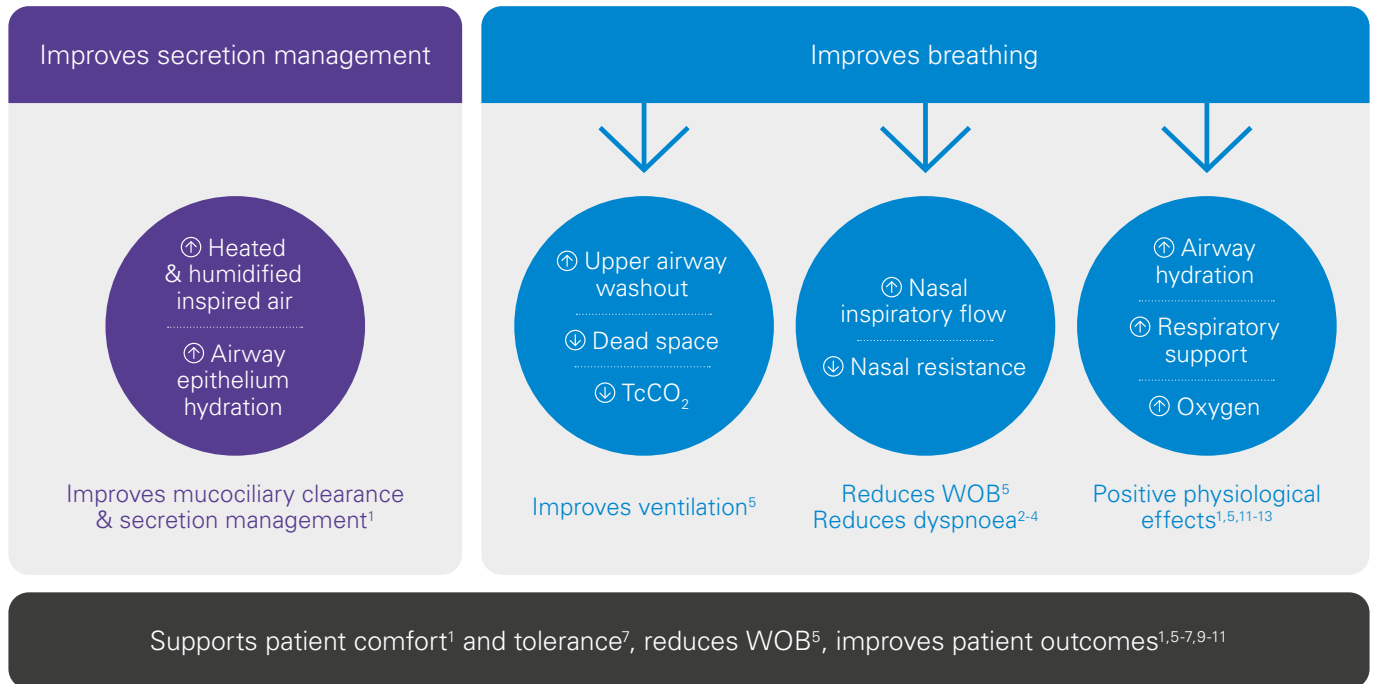 Improves secretion management
↑ Heated
& humidified
inspired air
↑ Airway
epithelium
hydration
Improves mucociliary clearance
& secretion management¹
Improves breathing
↑ Upper airway
washout
↓ Dead space
↓ TcCO₂
Improves ventilation⁵
↑ Nasal
inspiratory flow
↓ Nasal resistance
Reduces WOB⁵
Reduces dyspnoea²⁻⁴
↑ Airway
hydration
↑ Respiratory
support
↑ Oxygen
Positive physiological
effects¹,⁵,¹¹⁻¹³
Supports patient comfort¹ and tolerance⁷, reduces WOB⁵, improves patient outcomes¹,⁵⁻⁷,⁹⁻¹¹